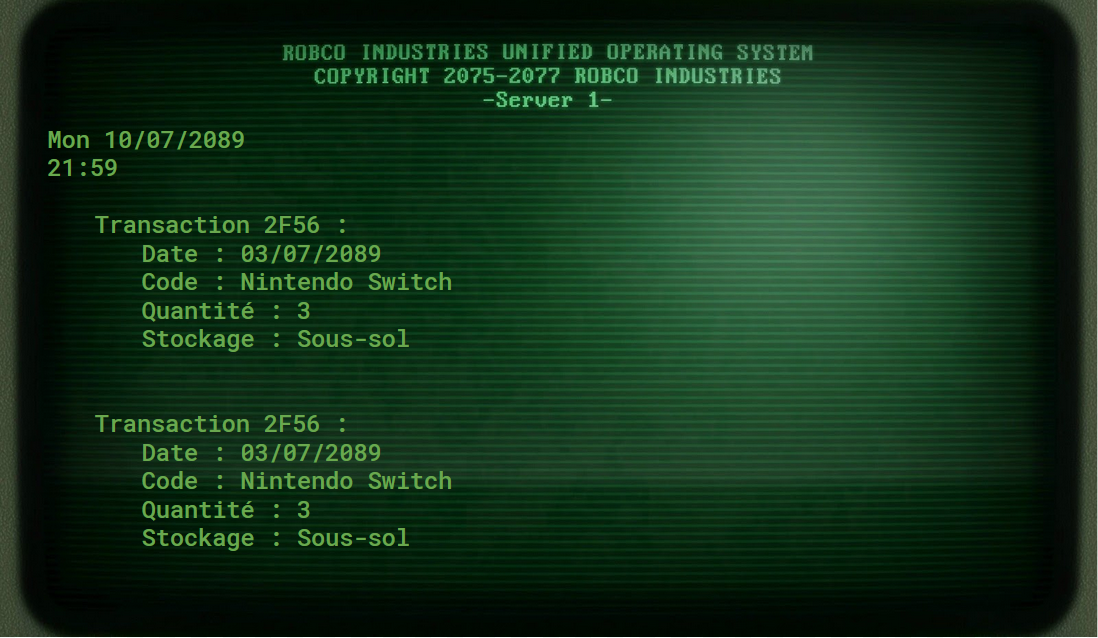 ROBCO INDUSTRIES UNIFIED OPERATING SYSTEM
COPYRIGHT 2075-2077 ROBCO INDUSTRIES
-Server 1-
Mon 10/07/2089
21:59
Transaction 2F56 :
Date : 03/07/2089
Code : Nintendo Switch
Quantité : 3
Stockage : Sous-sol
Transaction 2F56 :
Date : 03/07/2089
Code : Nintendo Switch
Quantité : 3
Stockage : Sous-sol